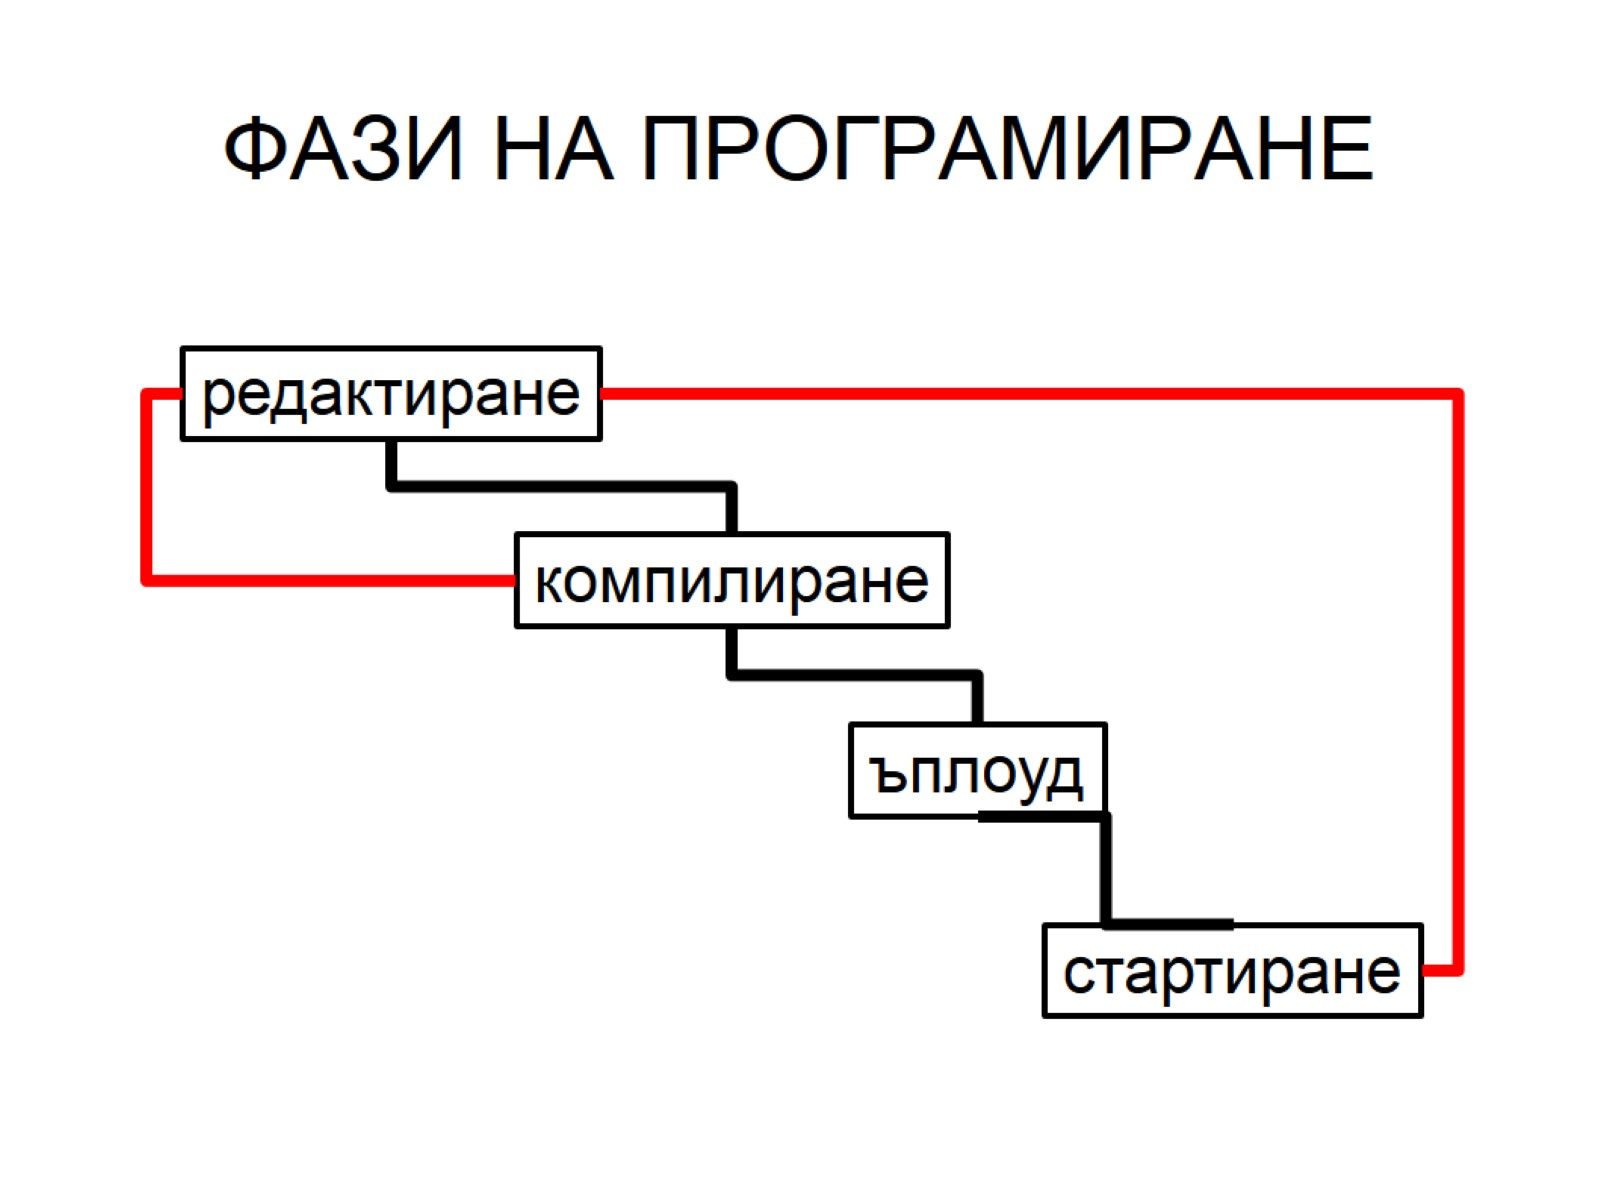 ФАЗИ НА ПРОГРАМИРАНЕ
редактиране
компилиране
ъплоуд
стартиране